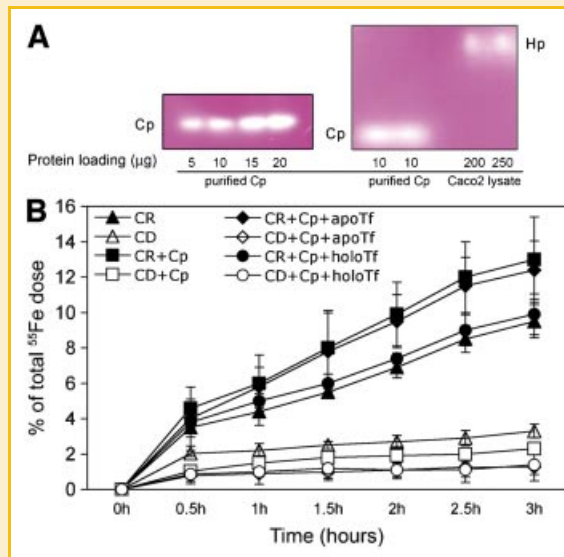 A
Cp
Cp
Hp
Protein loading (µg)
5 10 15 20
10 10 200 250
purified Cp
purified Cp Caco2 lysate
B
16
14
12
10
8
6
4
2
0
% of total ⁵⁵Fe dose
CR
CD
CR+Cp
CD+Cp
CR+Cp+apoTf
CD+Cp+apoTf
CR+Cp+holoTf
CD+Cp+holoTf
0h 0.5h 1h 1.5h 2h 2.5h 3h
Time (hours)